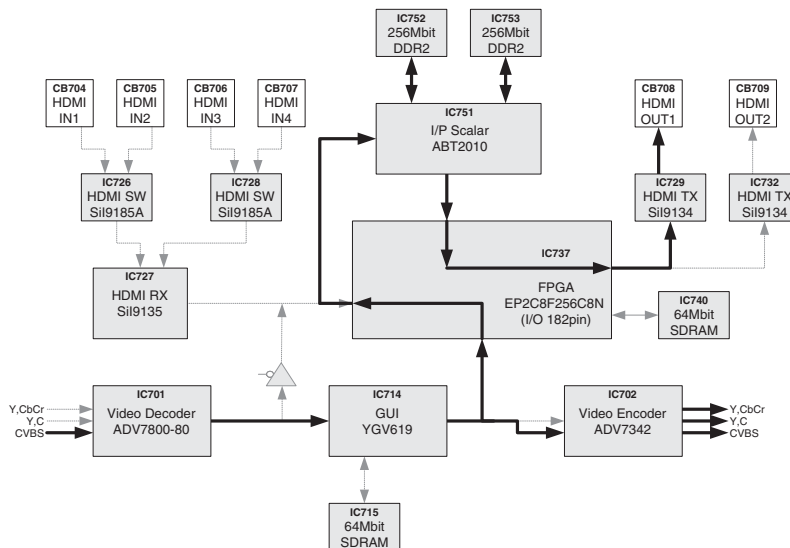 IC752
256Mbit
DDR2
IC753
256Mbit
DDR2
CB704
HDMI
IN1
CB705
HDMI
IN2
CB706
HDMI
IN3
CB707
HDMI
IN4
IC751
I/P Scalar
ABT2010
CB708
HDMI
OUT1
CB709
HDMI
OUT2
IC726
HDMI SW
SiI9185A
IC728
HDMI SW
SiI9185A
IC729
HDMI TX
SiI9134
IC732
HDMI TX
SiI9134
IC737
FPGA
EP2C8F256C8N
(I/O 182pin)
IC727
HDMI RX
SiI9135
IC740
64Mbit
SDRAM
Y,CbCr
Y,C
CVBS
IC701
Video Decoder
ADV7800-80
IC714
GUI
YGV619
IC702
Video Encoder
ADV7342
Y,CbCr
Y,C
CVBS
IC715
64Mbit
SDRAM